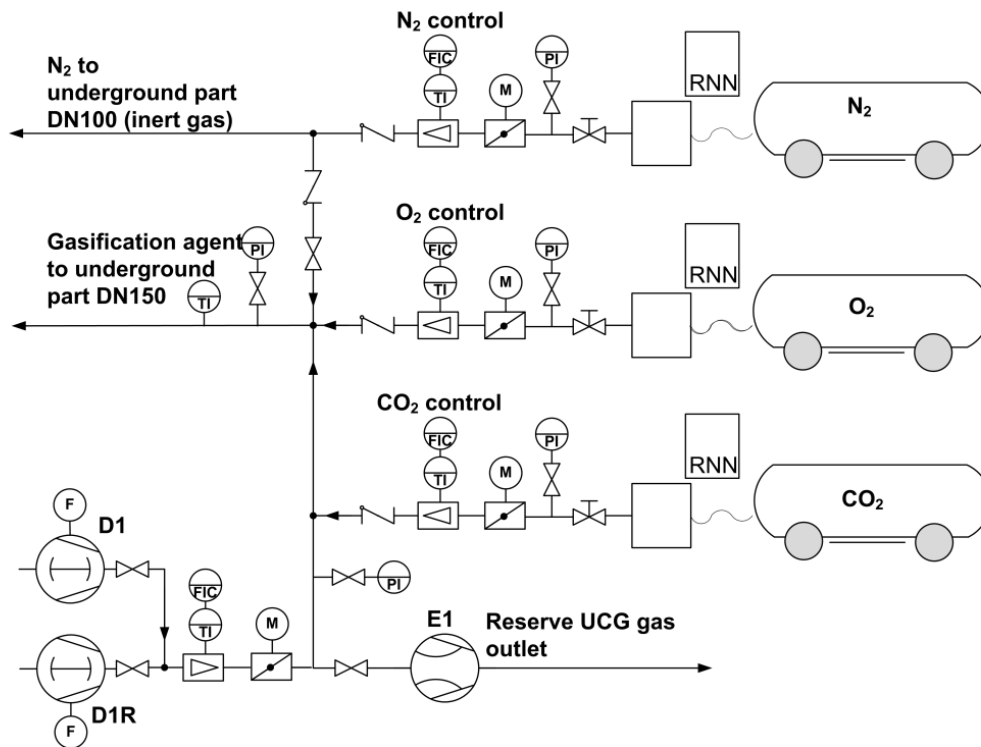 N₂ control
FIC
TI
M
PI
RNN
N₂
N₂ to
underground part
DN100 (inert gas)
O₂ control
FIC
TI
M
PI
RNN
O₂
Gasification agent
to underground
part DN150
PI
TI
CO₂ control
FIC
TI
M
PI
RNN
CO₂
F
D1
FIC
TI
M
PI
E1
Reserve UCG gas
outlet
D1R
F